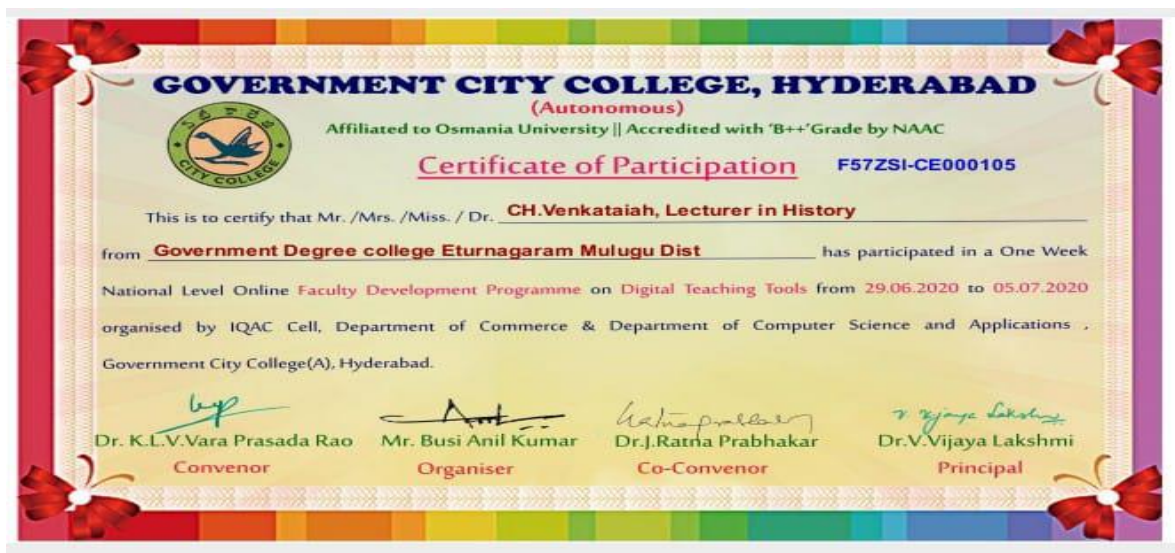 GOVERNMENT CITY COLLEGE, HYDERABAD
(Autonomous)
Affiliated to Osmania University || Accredited with 'B++'Grade by NAAC
CITY COLLEGE
Certificate of Participation F57ZSI-CE000105
This is to certify that Mr. /Mrs. /Miss. / Dr. CH.Venkataiah, Lecturer in History
from Government Degree college Eturnagaram Mulugu Dist has participated in a One Week
National Level Online Faculty Development Programme on Digital Teaching Tools from 29.06.2020 to 05.07.2020
organised by IQAC Cell, Department of Commerce & Department of Computer Science and Applications ,
Government City College(A), Hyderabad.
Dr. K.L.V.Vara Prasada Rao Mr. Busi Anil Kumar Dr.J.Ratna Prabhakar Dr.V.Vijaya Lakshmi
Convenor Organiser Co-Convenor Principal